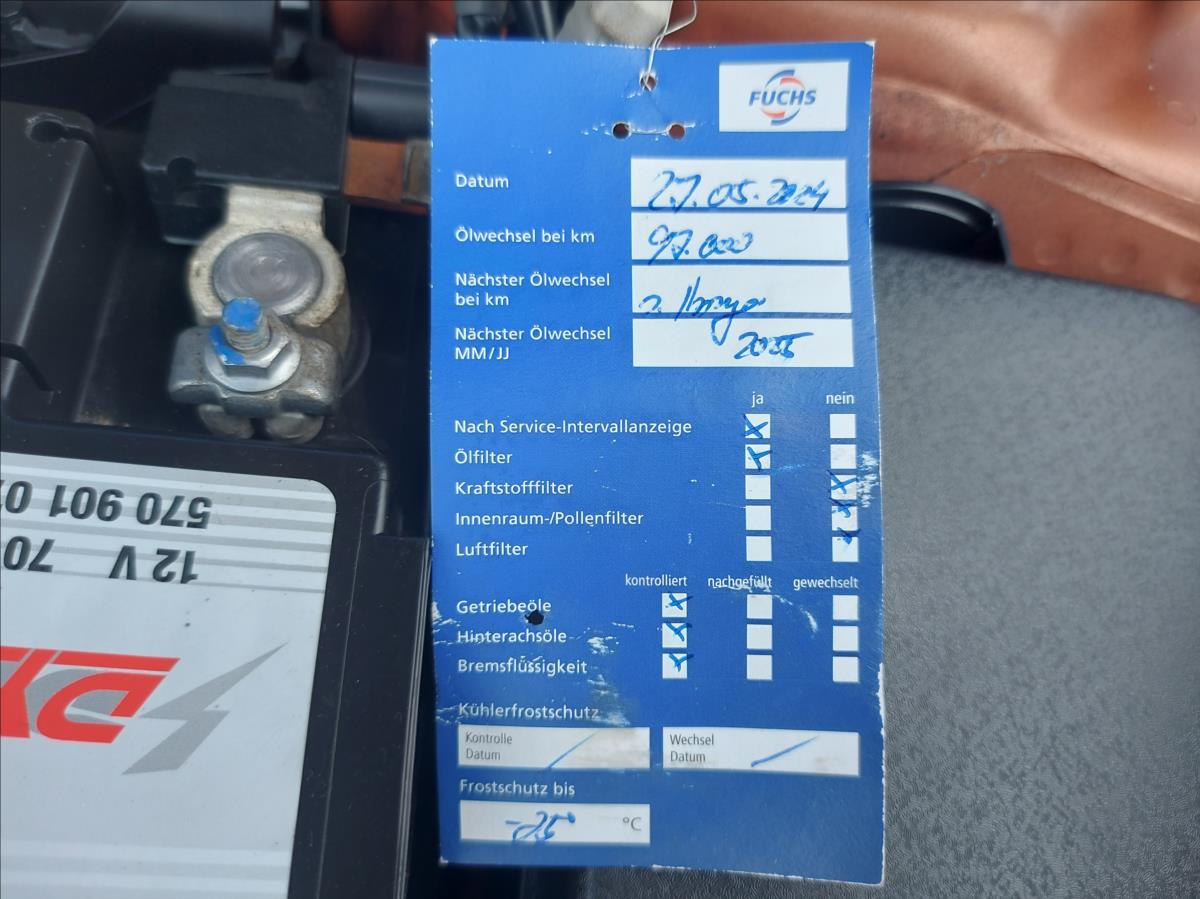 FUCHS
Datum 27.05.2024
Ölwechsel bei km 97.000
Nächster Ölwechsel
bei km
Nächster Ölwechsel
MM/JJ 2025
ja nein
Nach Service-Intervallanzeige
Ölfilter
Kraftstofffilter
Innenraum-/Pollenfilter
Luftfilter
kontrolliert nachgefüllt gewechselt
Getriebeöle
Hinterachsöle
Bremsflüssigkeit
Kühlerfrostschutz
Kontrolle
Datum
Wechsel
Datum
Frostschutz bis
-25° °C
570 901 0
12 V 70